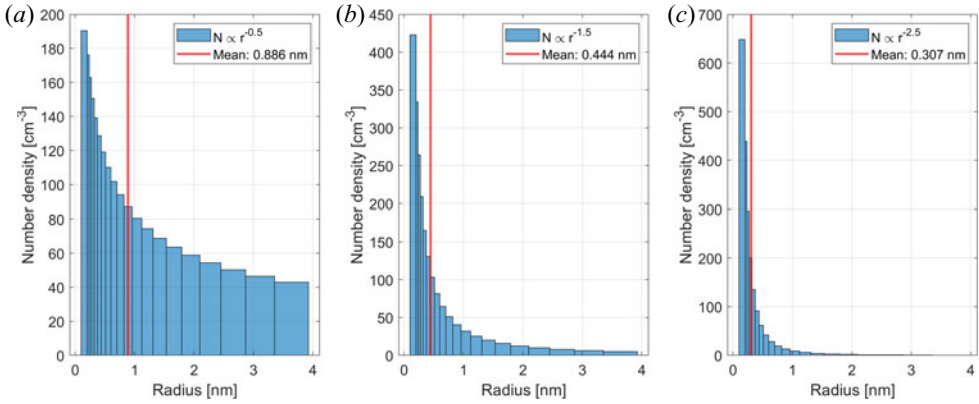 (a)
N ∝ r^-0.5
Mean: 0.886 nm
Number density [cm^-3]
200
180
160
140
120
100
80
60
40
20
0
0 1 2 3 4
Radius [nm]
(b)
N ∝ r^-1.5
Mean: 0.444 nm
Number density [cm^-3]
450
400
350
300
250
200
150
100
50
0
0 1 2 3 4
Radius [nm]
(c)
N ∝ r^-2.5
Mean: 0.307 nm
Number density [cm^-3]
700
600
500
400
300
200
100
0
0 1 2 3 4
Radius [nm]